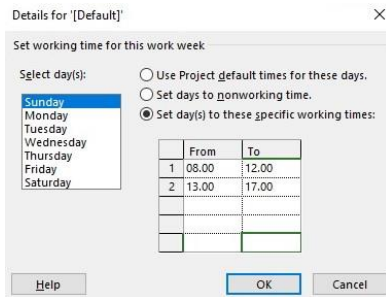 Details for '[Default]'
Set working time for this work week
Select day(s):
Sunday
Monday
Tuesday
Wednesday
Thursday
Friday
Saturday
Use Project default times for these days.
Set days to nonworking time.
Set day(s) to these specific working times:
From To
1 08.00 12.00
2 13.00 17.00
Help OK Cancel